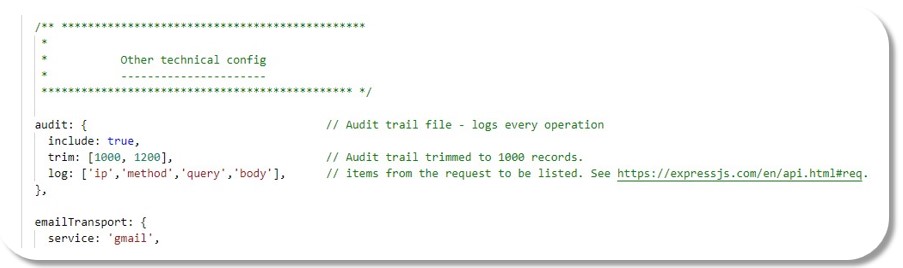 /** **********************************************
*
* Other technical config
* ----------------------
*********************************************** */
audit: { // Audit trail file - logs every operation
include: true,
trim: [1000, 1200], // Audit trail trimmed to 1000 records.
log: ['ip','method','query','body'], // items from the request to be listed. See https://expressjs.com/en/api.html#req.
},
emailTransport: {
service: 'gmail',